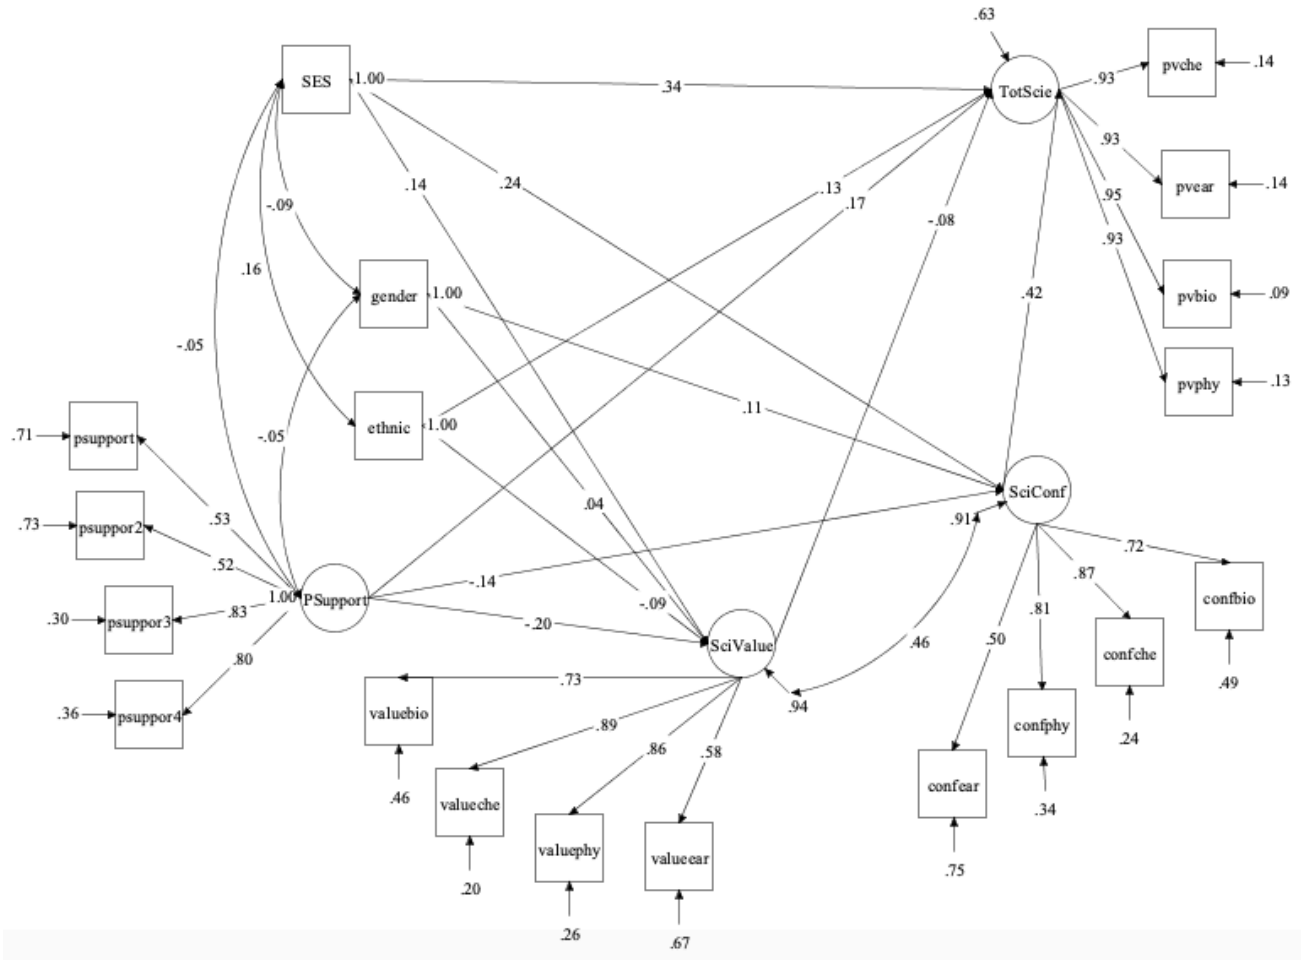 .63
SES
1.00
.34
TotScie
.93
pvche
.14
.93
pvear
.14
.95
.93
pvbio
.09
pvphy
.13
.14
.24
.13
.17
-.08
-.09
.16
gender
1.00
.42
-.05
ethnic
1.00
.11
-.05
.71
psupport
.53
.73
psuppor2
.52
.30
psuppor3
.83
.36
psuppor4
.80
1.00
PSupport
.04
-.14
-.09
-.20
SciConf
.91
.72
.87
.81
.50
confbio
.49
confche
.24
confphy
.34
confear
.75
SciValue
.46
.94
.73
valuebio
.46
.89
valueche
.20
.86
valuephy
.26
.58
valueear
.67